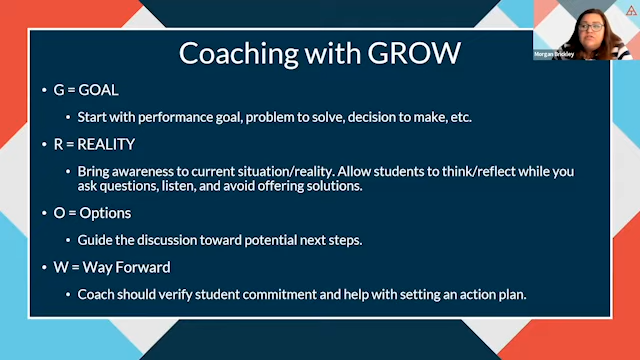 Coaching with GROW
Morgan Brickley
• G = GOAL
• Start with performance goal, problem to solve, decision to make, etc.
• R = REALITY
• Bring awareness to current situation/reality. Allow students to think/reflect while you
ask questions, listen, and avoid offering solutions.
• O = Options
• Guide the discussion toward potential next steps.
• W = Way Forward
• Coach should verify student commitment and help with setting an action plan.